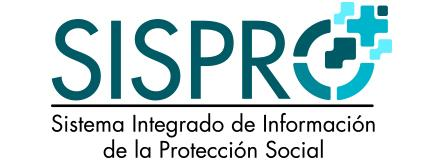 SISPRO
Sistema Integrado de Información
de la Protección Social